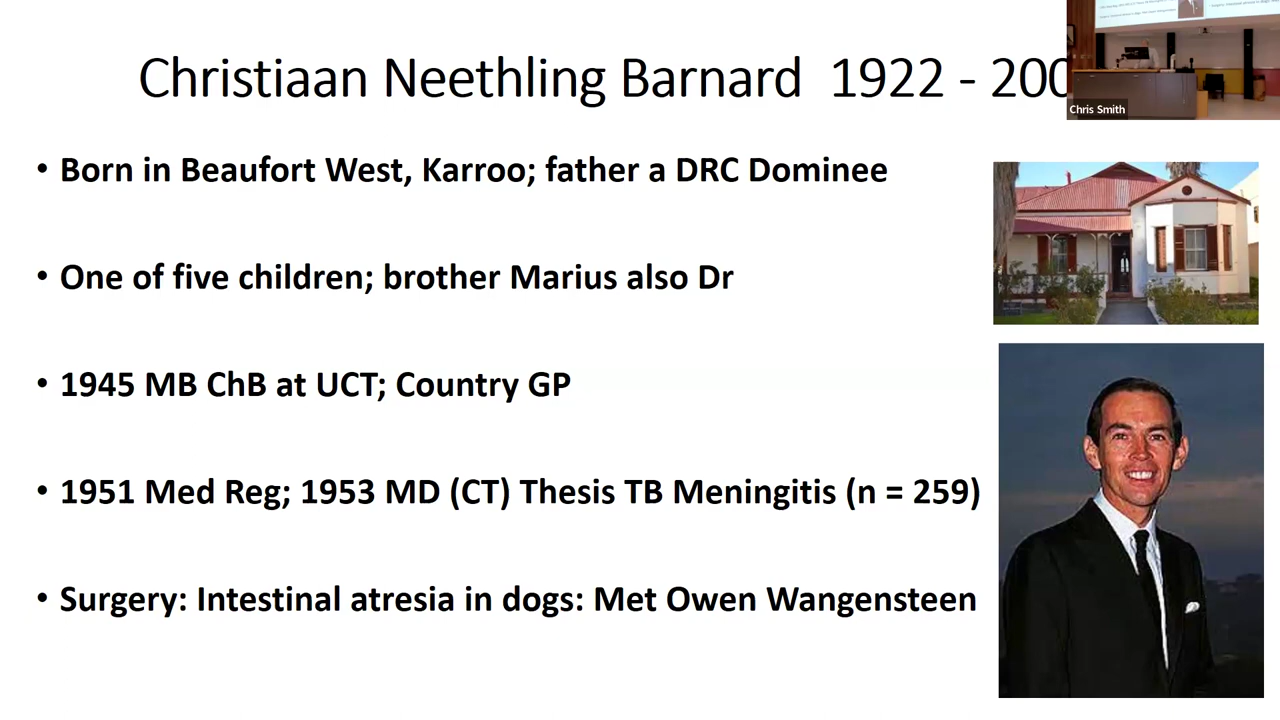 Christiaan Neethling Barnard 1922 - 200
Chris Smith
• Born in Beaufort West, Karroo; father a DRC Dominee
• One of five children; brother Marius also Dr
• 1945 MB ChB at UCT; Country GP
• 1951 Med Reg; 1953 MD (CT) Thesis TB Meningitis (n = 259)
• Surgery: Intestinal atresia in dogs: Met Owen Wangensteen